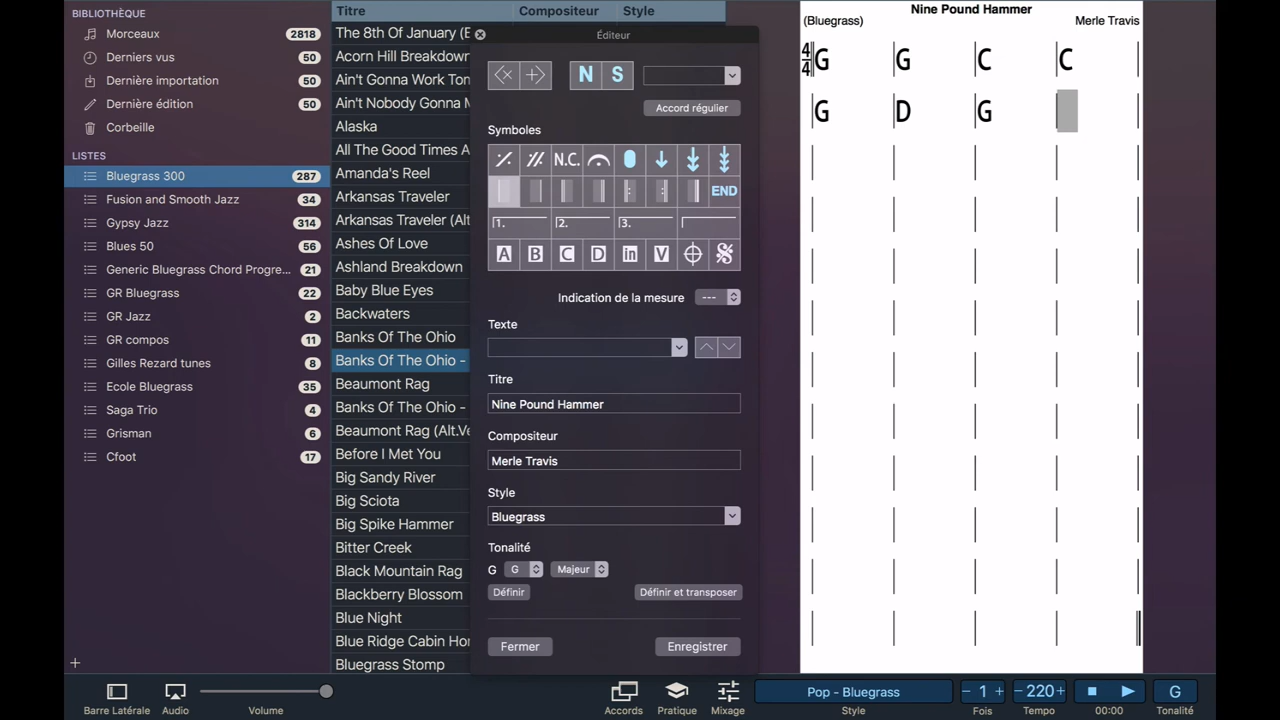 BIBLIOTHÈQUE
Morceaux 2818
Derniers vus 50
Dernière importation 50
Dernière édition 50
Corbeille
LISTES
Bluegrass 300 287
Fusion and Smooth Jazz 34
Gypsy Jazz 314
Blues 50 56
Generic Bluegrass Chord Progre... 21
GR Bluegrass 22
GR Jazz 2
GR compos 11
Gilles Rezard tunes 8
Ecole Bluegrass 35
Saga Trio 4
Grisman 6
Cfoot 17
Titre Compositeur Style
The 8th Of January (E
Acorn Hill Breakdown
Ain't Gonna Work Ton
Ain't Nobody Gonna M
Alaska
All The Good Times A
Amanda's Reel
Arkansas Traveler
Arkansas Traveler (Alt
Ashes Of Love
Ashland Breakdown
Baby Blue Eyes
Backwaters
Banks Of The Ohio
Banks Of The Ohio -
Beaumont Rag
Banks Of The Ohio -
Beaumont Rag (Alt.Ve
Before I Met You
Big Sandy River
Big Sciota
Big Spike Hammer
Bitter Creek
Black Mountain Rag
Blackberry Blossom
Blue Night
Blue Ridge Cabin Hor
Bluegrass Stomp
Éditeur
N S
Accord régulier
Symboles
N.C.
END
1. 2. 3.
A B C D in V
Indication de la mesure ---
Texte
Titre
Nine Pound Hammer
Compositeur
Merle Travis
Style
Bluegrass
Tonalité
G G Majeur
Définir Définir et transposer
Fermer Enregistrer
Nine Pound Hammer
(Bluegrass) Merle Travis
4/4 G G C C
G D G
Barre Latérale Audio Volume
Accords Pratique Mixage
Pop - Bluegrass − 1 + − 220 + G
Style Fois Tempo 00:00 Tonalité